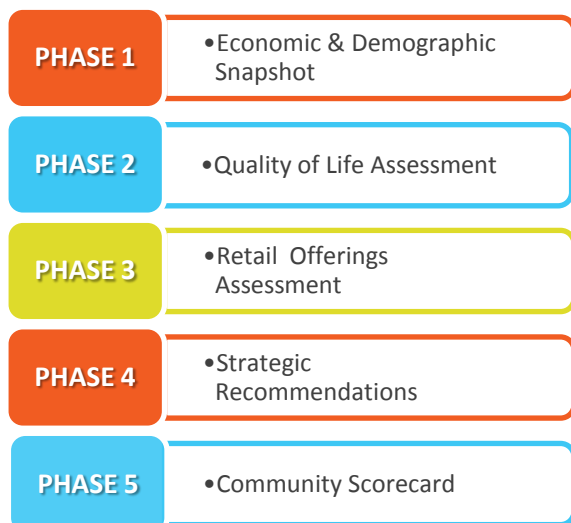 PHASE 1
•Economic & Demographic
Snapshot
PHASE 2
•Quality of Life Assessment
PHASE 3
•Retail Offerings
Assessment
PHASE 4
•Strategic
Recommendations
PHASE 5
•Community Scorecard